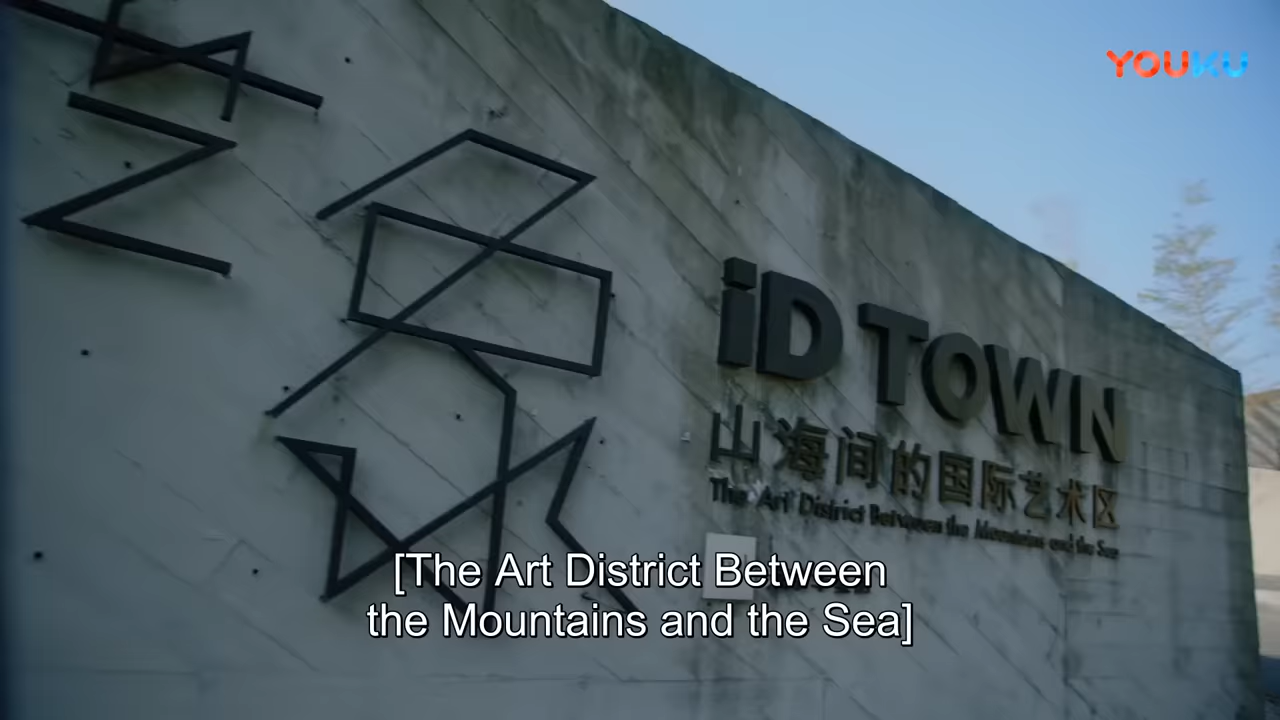 YOUKU
iD TOWN
山海间的国际艺术区
The Art District Between the Mountains and the Sea
[The Art District Between
the Mountains and the Sea]